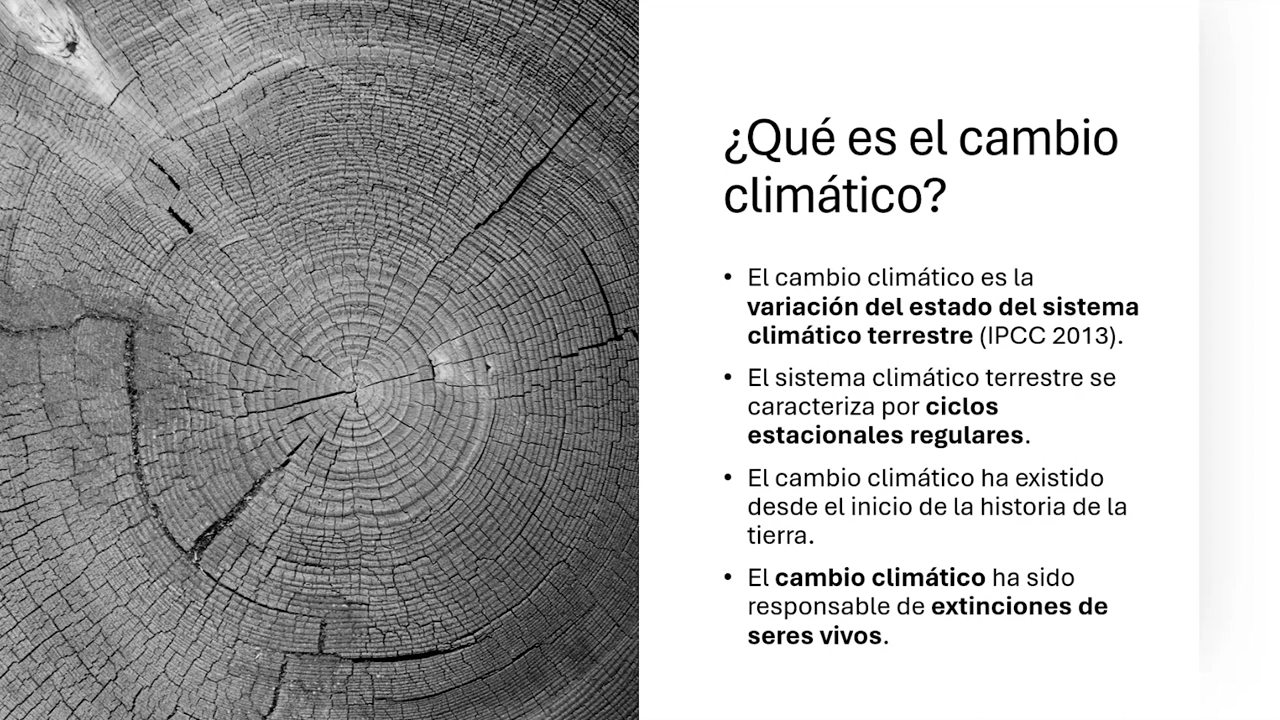 ¿Qué es el cambio
climático?
• El cambio climático es la
variación del estado del sistema
climático terrestre (IPCC 2013).
• El sistema climático terrestre se
caracteriza por ciclos
estacionales regulares.
• El cambio climático ha existido
desde el inicio de la historia de la
tierra.
• El cambio climático ha sido
responsable de extinciones de
seres vivos.